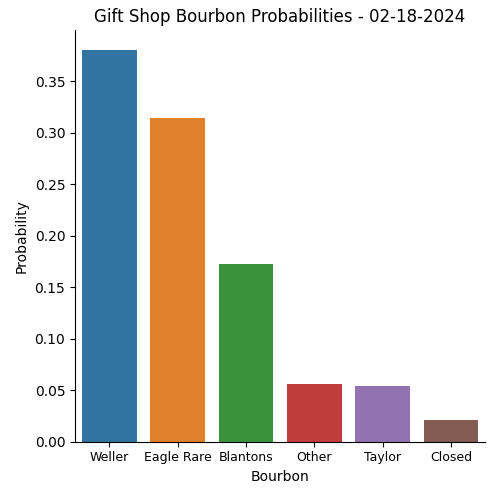 Gift Shop Bourbon Probabilities - 02-18-2024
Probability
0.35
0.30
0.25
0.20
0.15
0.10
0.05
0.00
Weller Eagle Rare Blantons Other Taylor Closed
Bourbon